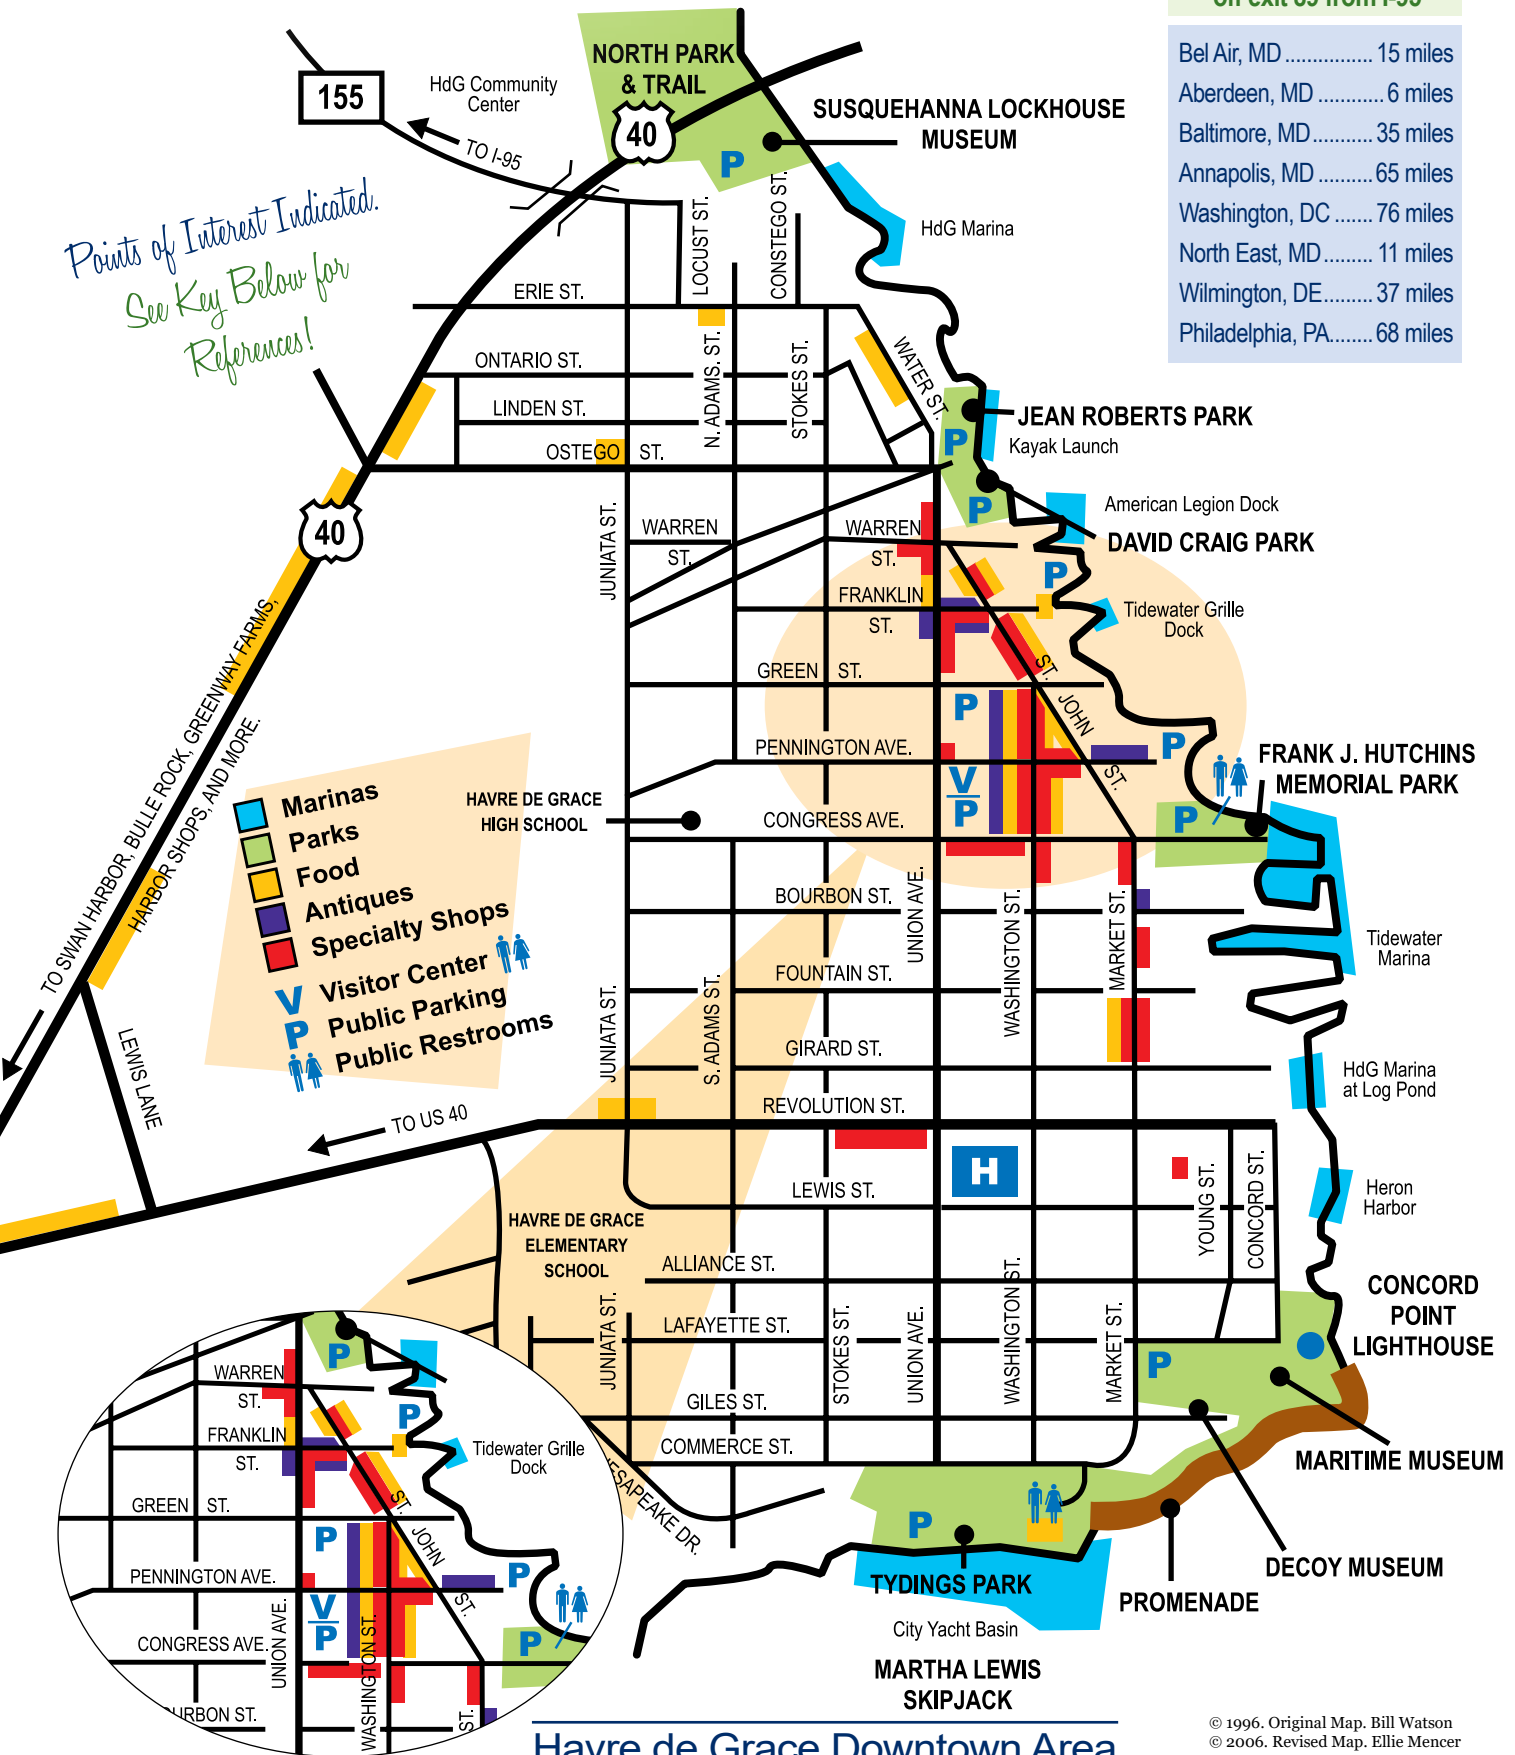 on exit 89 from I-95
Bel Air, MD ................ 15 miles
Aberdeen, MD ............ 6 miles
Baltimore, MD ............ 35 miles
Annapolis, MD .......... 65 miles
Washington, DC ....... 76 miles
North East, MD ......... 11 miles
Wilmington, DE ......... 37 miles
Philadelphia, PA ........ 68 miles
155
HdG Community
Center
NORTH PARK
& TRAIL
40
TO I-95
P
SUSQUEHANNA LOCKHOUSE
MUSEUM
HdG Marina
Points of Interest Indicated.
See Key Below for
References!
LOCUST ST.
CONSTEGO ST.
ERIE ST.
ONTARIO ST.
LINDEN ST.
OSTEGO ST.
N. ADAMS. ST.
STOKES ST.
WATER ST.
JEAN ROBERTS PARK
Kayak Launch
P
P
American Legion Dock
DAVID CRAIG PARK
40
JUNIATA ST.
WARREN
ST.
WARREN
ST.
P
FRANKLIN
ST.
Tidewater Grille
Dock
GREEN ST.
ST. JOHN
ST.
P
PENNINGTON AVE.
P
V
P
FRANK J. HUTCHINS
MEMORIAL PARK
P
HAVRE DE GRACE
HIGH SCHOOL
CONGRESS AVE.
TO SWAN HARBOR, BULLE ROCK, GREENWAY FARMS,
HARBOR SHOPS, AND MORE.
Marinas
Parks
Food
Antiques
Specialty Shops
V Visitor Center
P Public Parking
Public Restrooms
BOURBON ST.
UNION AVE.
WASHINGTON ST.
MARKET ST.
Tidewater
Marina
FOUNTAIN ST.
JUNIATA ST.
S. ADAMS ST.
GIRARD ST.
HdG Marina
at Log Pond
LEWIS LANE
TO US 40
REVOLUTION ST.
H
LEWIS ST.
YOUNG ST.
CONCORD ST.
Heron
Harbor
HAVRE DE GRACE
ELEMENTARY
SCHOOL
ALLIANCE ST.
CONCORD
POINT
LIGHTHOUSE
JUNIATA ST.
LAFAYETTE ST.
STOKES ST.
UNION AVE.
WASHINGTON ST.
MARKET ST.
P
GILES ST.
COMMERCE ST.
MARITIME MUSEUM
ESAPEAKE DR.
P
DECOY MUSEUM
TYDINGS PARK
PROMENADE
City Yacht Basin
MARTHA LEWIS
SKIPJACK
P
WARREN
ST.
P
FRANKLIN
ST.
Tidewater Grille
Dock
GREEN ST.
ST. JOHN
ST.
P
PENNINGTON AVE.
P
V
P
UNION AVE.
CONGRESS AVE.
P
WASHINGTON ST.
URBON ST.
ST.
Havre de Grace Downtown Area
© 1996. Original Map. Bill Watson
© 2006. Revised Map. Ellie Mencer